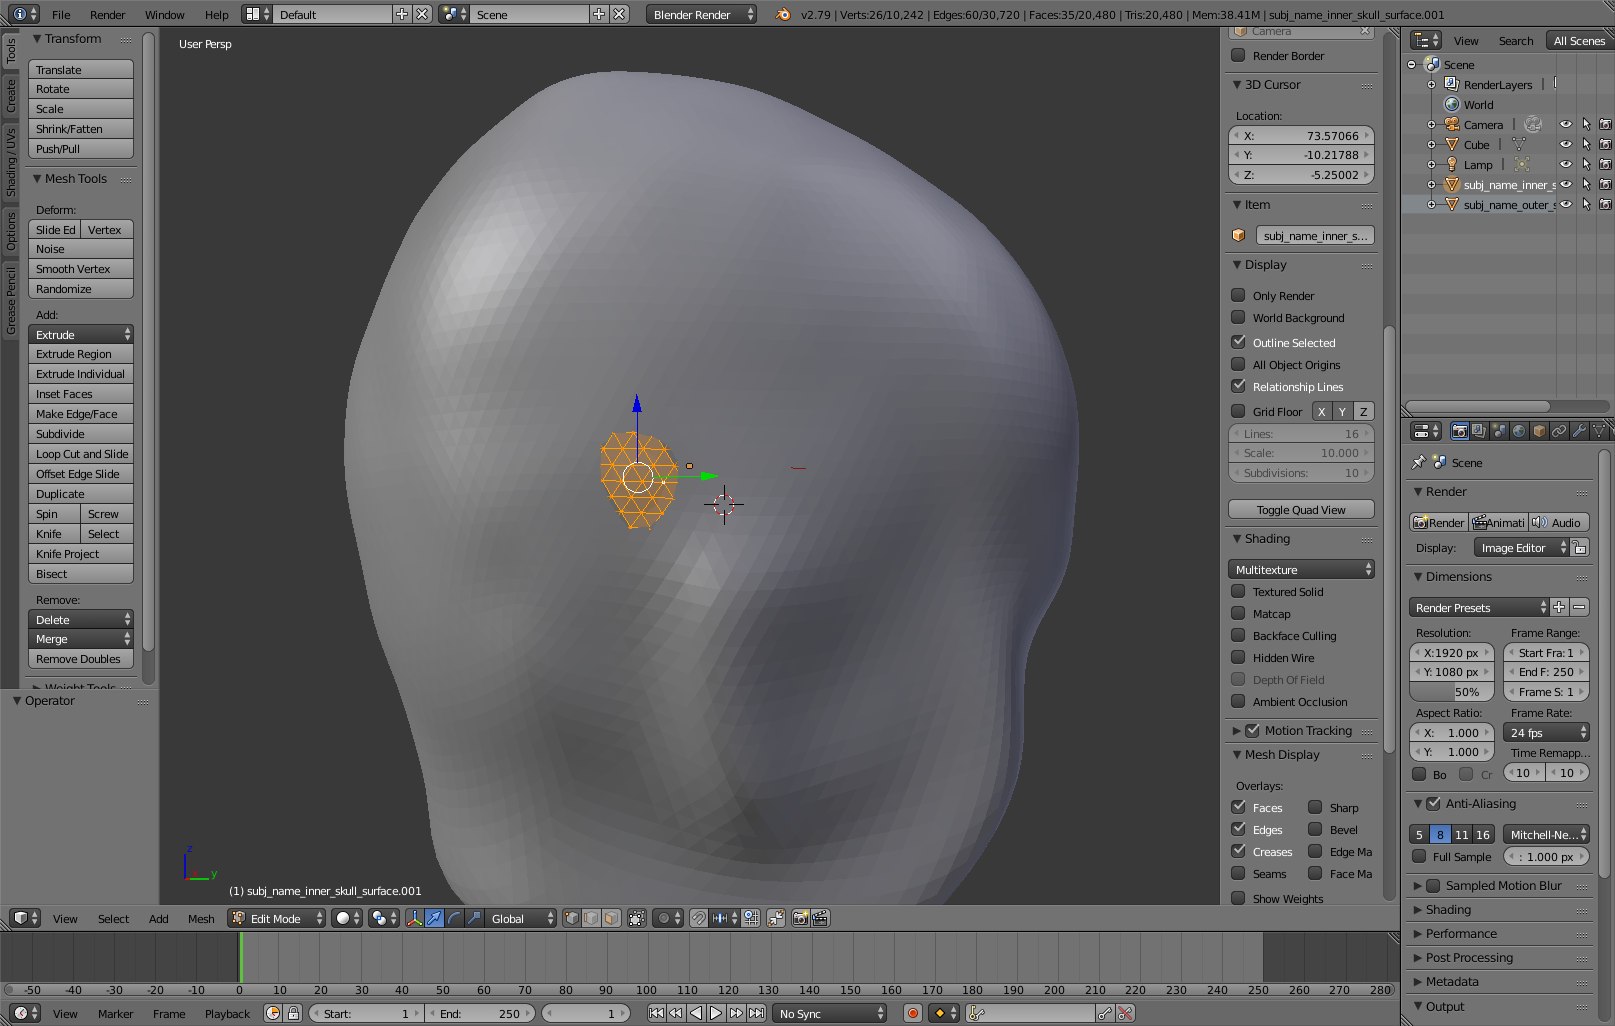 File Render Window Help Default Scene Blender Render v2.79 | Verts:26/10,242 | Edges:60/30,720 | Faces:35/20,480 | Tris:20,480 | Mem:38.41M | subj_name_inner_skull_surface.001
Tools
Create
Shading / UVs
Options
Grease Pencil
Transform
Translate
Rotate
Scale
Shrink/Fatten
Push/Pull
Mesh Tools
Deform:
Slide Ed Vertex
Noise
Smooth Vertex
Randomize
Add:
Extrude
Extrude Region
Extrude Individual
Inset Faces
Make Edge/Face
Subdivide
Loop Cut and Slide
Offset Edge Slide
Duplicate
Spin Screw
Knife Select
Knife Project
Bisect
Remove:
Delete
Merge
Remove Doubles
Weight Tools
Operator
User Persp
z
y
(1) subj_name_inner_skull_surface.001
Camera
Render Border
3D Cursor
Location:
X: 73.57066
Y: -10.21788
Z: -5.25002
Item
subj_name_inner_s...
Display
Only Render
World Background
Outline Selected
All Object Origins
Relationship Lines
Grid Floor X Y Z
Lines: 16
Scale: 10.000
Subdivisions: 10
Toggle Quad View
Shading
Multitexture
Textured Solid
Matcap
Backface Culling
Hidden Wire
Depth Of Field
Ambient Occlusion
Motion Tracking
Mesh Display
Overlays:
Faces Sharp
Edges Bevel
Creases Edge Ma
Seams Face Ma
Show Weights
View Search All Scenes
Scene
RenderLayers |
World
Camera |
Cube |
Lamp |
subj_name_inner_s
subj_name_outer_s
Scene
Render
Render Animati Audio
Display: Image Editor
Dimensions
Render Presets
Resolution: Frame Range:
X:1920 px Start Fra: 1
Y: 1080 px End F: 250
50% Frame S: 1
Aspect Ratio: Frame Rate:
X: 1.000 24 fps
Y: 1.000 Time Remapp...
Bo Cr 10 10
Anti-Aliasing
5 8 11 16 Mitchell-Ne...
Full Sample : 1.000 px
Sampled Motion Blur
Shading
Performance
Post Processing
Metadata
Output
View Select Add Mesh Edit Mode Global
-50 -40 -30 -20 -10 0 10 20 30 40 50 60 70 80 90 100 110 120 130 140 150 160 170 180 190 200 210 220 230 240 250 260 270 280
View Marker Frame Playback Start: 1 End: 250 1 No Sync